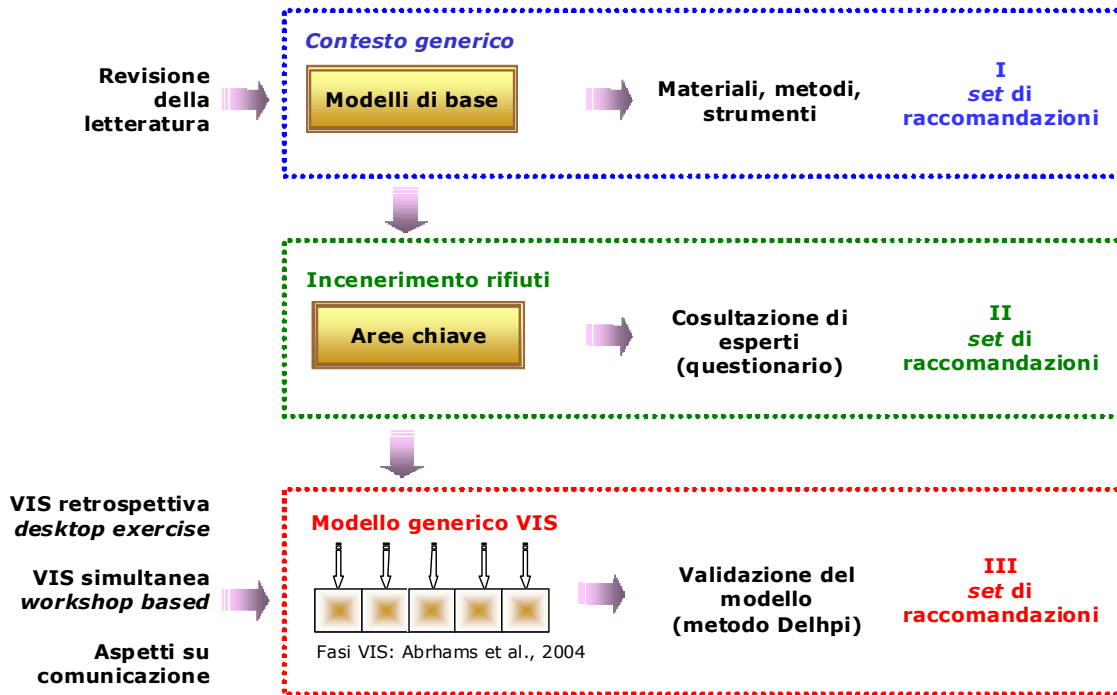 Revisione
della
letteratura
Contesto generico
Modelli di base
Materiali, metodi,
strumenti
I
set di
raccomandazioni
Incenerimento rifiuti
Aree chiave
Cosultazione di
esperti
(questionario)
II
set di
raccomandazioni
VIS retrospettiva
desktop exercise
VIS simultanea
workshop based
Aspetti su
comunicazione
Modello generico VIS
Fasi VIS: Abrhams et al., 2004
Validazione del
modello
(metodo Delhpi)
III
set di
raccomandazioni